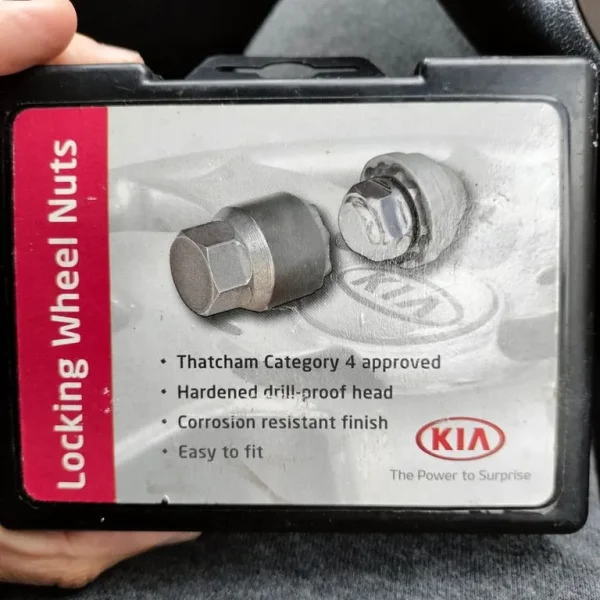 Locking Wheel Nuts
KIA
• Thatcham Category 4 approved
• Hardened drill-proof head
• Corrosion resistant finish
• Easy to fit
KIA
The Power to Surprise